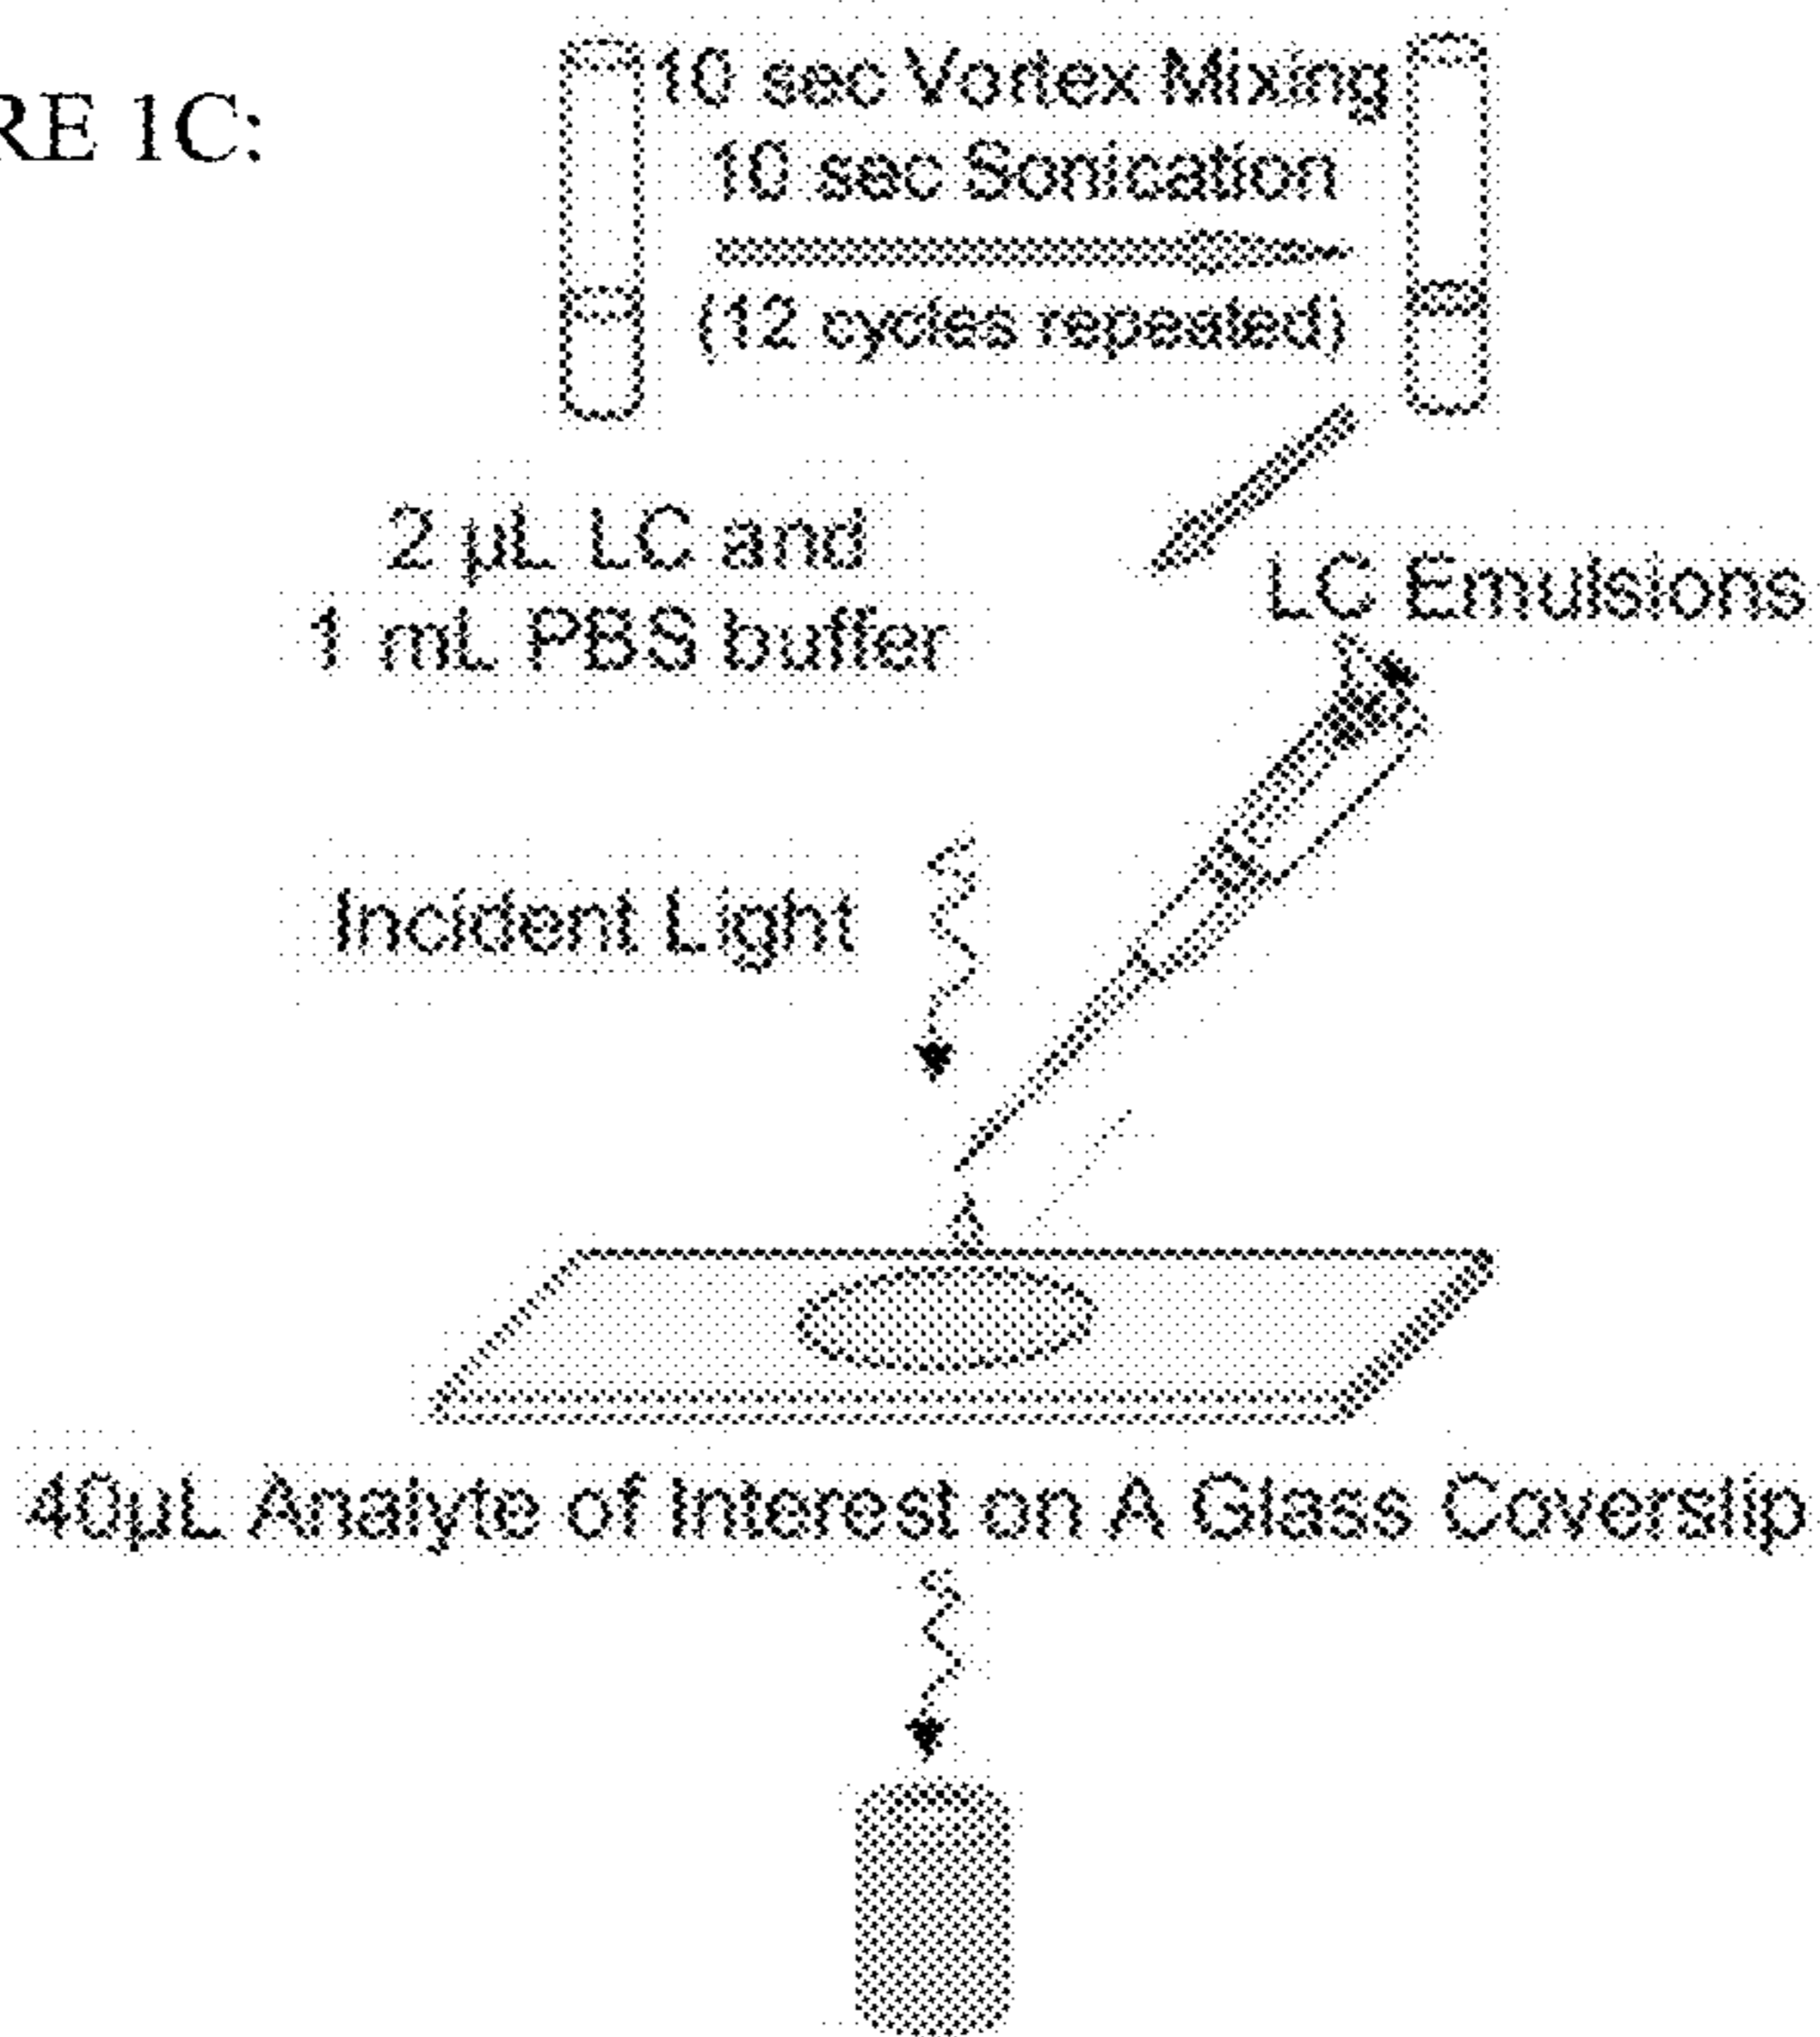 RE 1C:
10 sec Vortex Mixing
10 sec Sonication
(12 cycles repeated)
2 µL LC and
1 mL PBS buffer
LC Emulsions
Incident Light
40µL Analyte of Interest on A Glass Coverslip